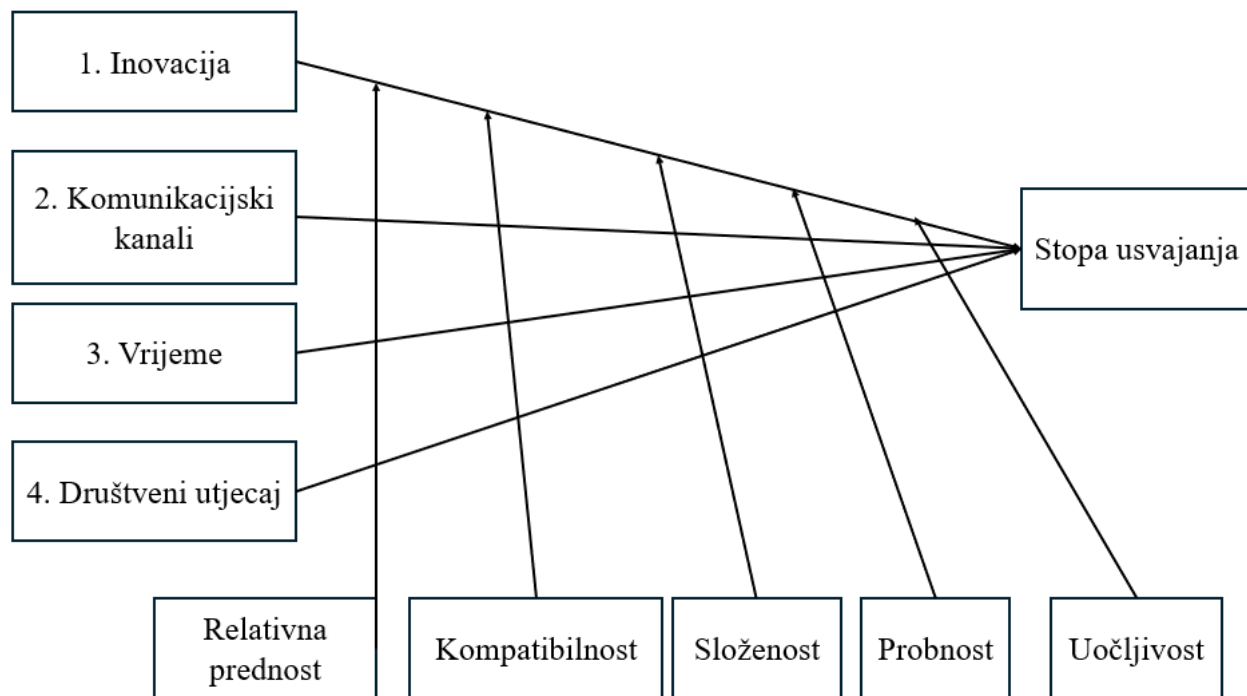 1. Inovacija
2. Komunikacijski
kanali
3. Vrijeme
4. Društveni utjecaj
Stopa usvajanja
Relativna
prednost
Kompatibilnost
Složenost
Probnost
Uočljivost